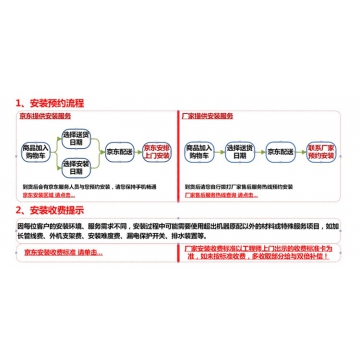 1、安装预约流程
京东提供安装服务
厂家提供安装服务
商品加入
购物车
选择送货
日期
选择安装
日期
京东配送
京东安排
上门安装
商品加入
购物车
选择送货
日期
京东配送
联系厂家
预约安装
到货后会有京东服务人员与您预约安装，请您保持手机畅通
京东安装区域 请点击...
到货后请您自行拨打厂家售后服务热线预约安装
厂家售后服务热线查询 请点击...
2、安装收费提示
因每位客户的安装环境、服务需求不同，安装过程中可能需要使用超出机器原配以外的材料或特殊服务项目，如加
长管线费、外机支架费、安装难度费、漏电保护开关、排水装置等。
京东安装收费标准 请单击...
厂家安装收费标准以工程师上门出示的收费标准卡为
准，如未按标准收费，多收取部分给与双倍补偿！